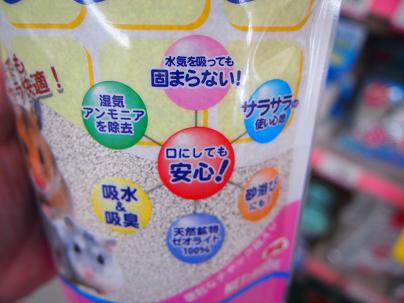 水気を吸っても
固まらない!
湿気
アンモニア
を除去
サラサラの
使い心地
口にしても
安心!
吸水
&
吸臭
砂浴び
にも!
天然鉱物
ゼオライト
100%
でも
快適!